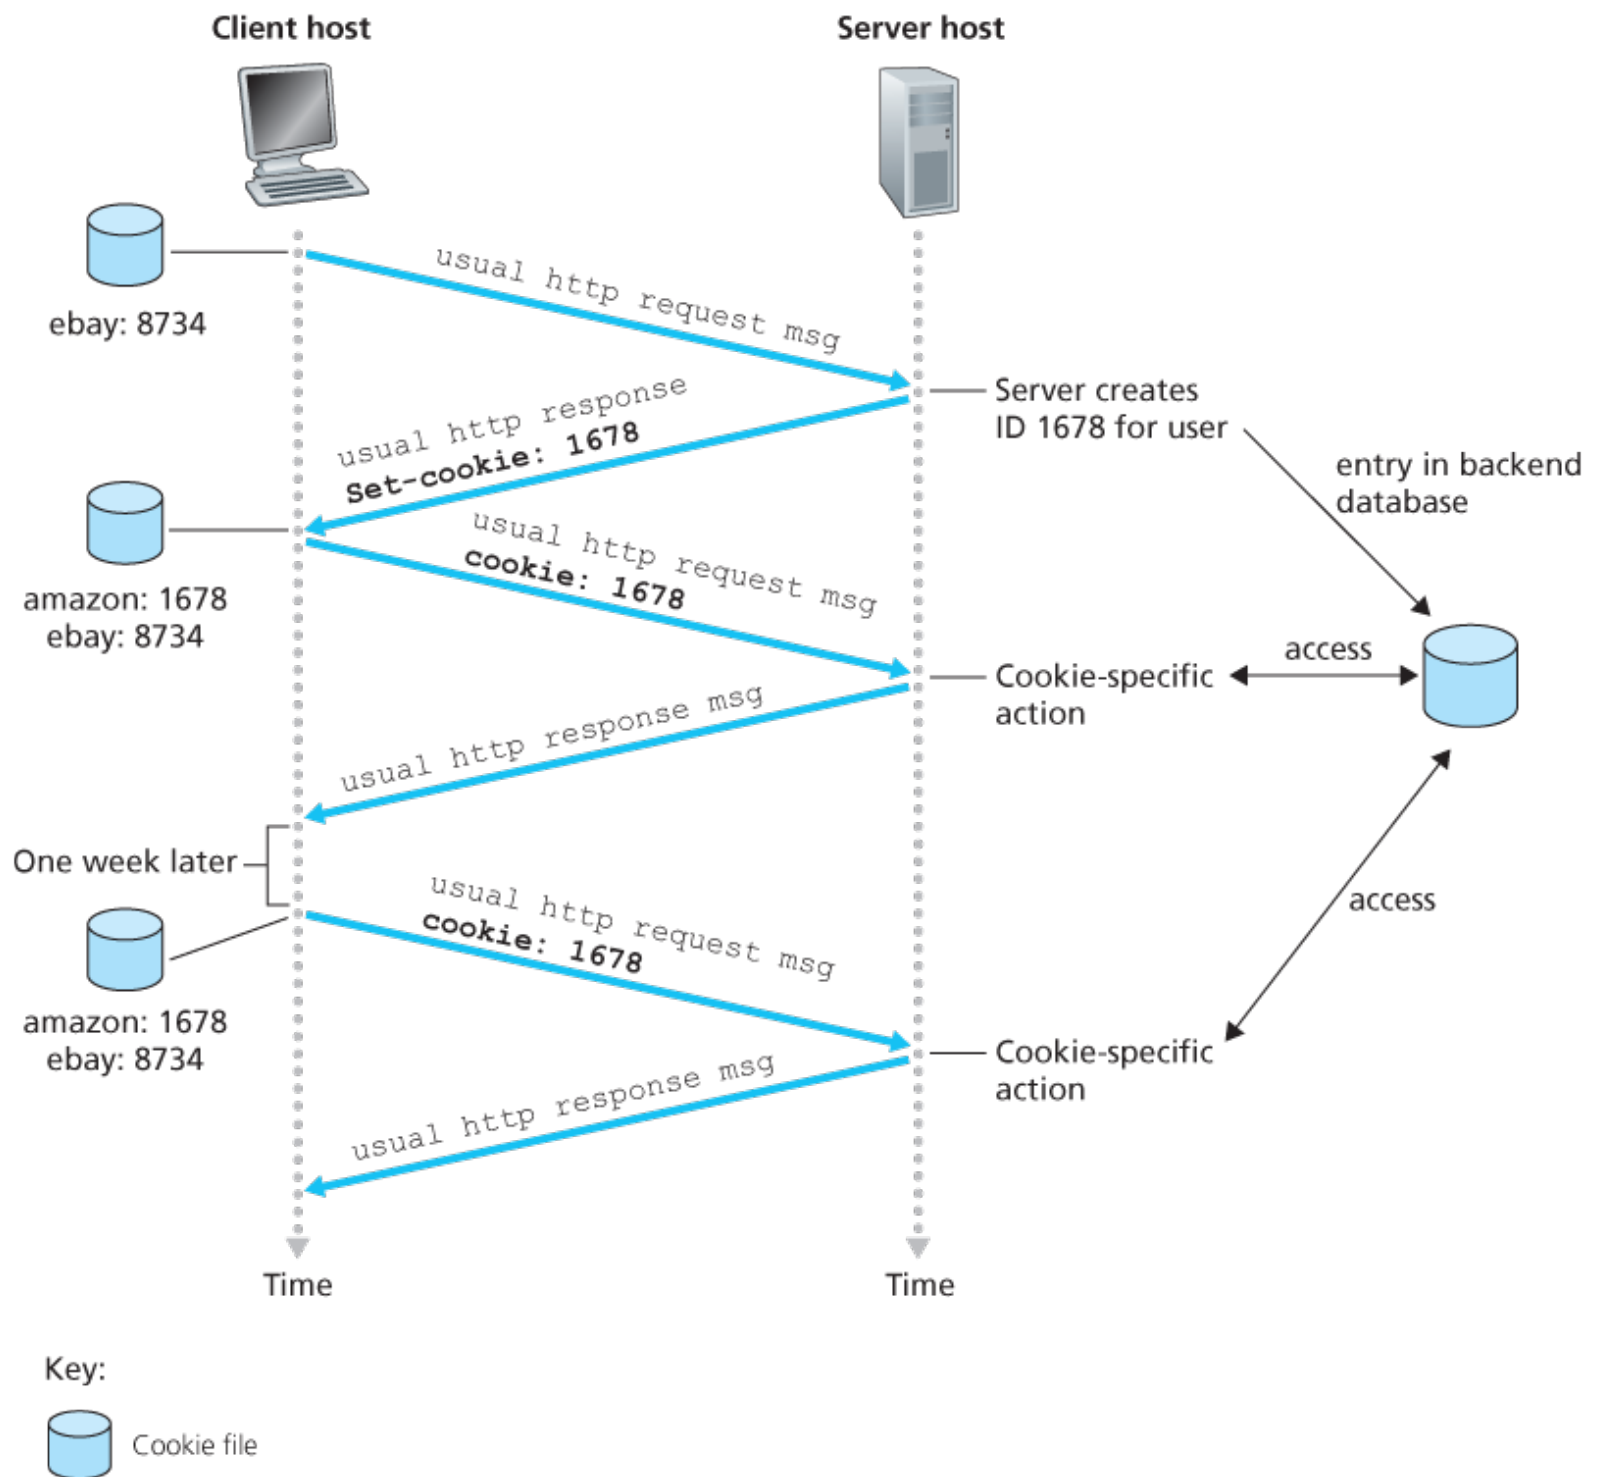 Client host
Server host
usual http request msg
ebay: 8734
Server creates
ID 1678 for user
usual http response
Set-cookie: 1678
entry in backend
database
usual http request msg
cookie: 1678
amazon: 1678
ebay: 8734
access
Cookie-specific
action
usual http response msg
One week later
usual http request msg
cookie: 1678
access
amazon: 1678
ebay: 8734
Cookie-specific
action
usual http response msg
Time
Time
Key:
Cookie file